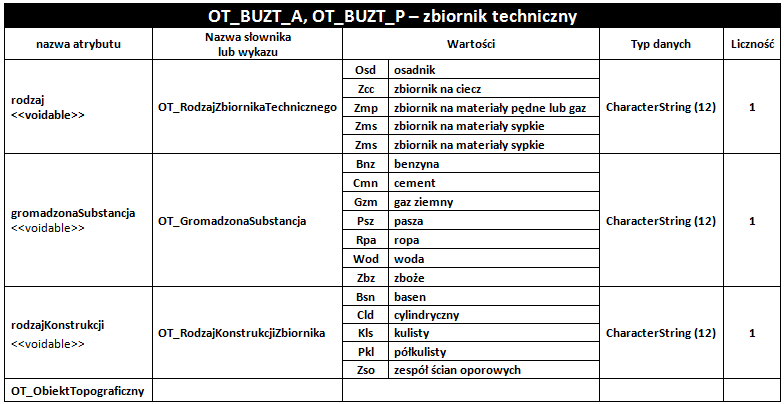 OT_BUZT_A, OT_BUZT_P – zbiornik techniczny
nazwa atrybutu
Nazwa słownika
lub wykazu
Wartości
Typ danych
Liczność
rodzaj
<<voidable>>
OT_RodzajZbiornikaTechnicznego
Osd osadnik
Zcc zbiornik na ciecz
Zmp zbiornik na materiały pędne lub gaz
Zms zbiornik na materiały sypkie
Zms zbiornik na materiały sypkie
CharacterString (12)
1
gromadzonaSubstancja
<<voidable>>
OT_GromadzonaSubstancja
Bnz benzyna
Cmn cement
Gzm gaz ziemny
Psz pasza
Rpa ropa
Wod woda
Zbz zboże
CharacterString (12)
1
rodzajKonstrukcji
<<voidable>>
OT_RodzajKonstrukcjiZbiornika
Bsn basen
Cld cylindryczny
Kls kulisty
Pkl półkulisty
Zso zespół ścian oporowych
CharacterString (12)
1
OT_ObiektTopograficzny